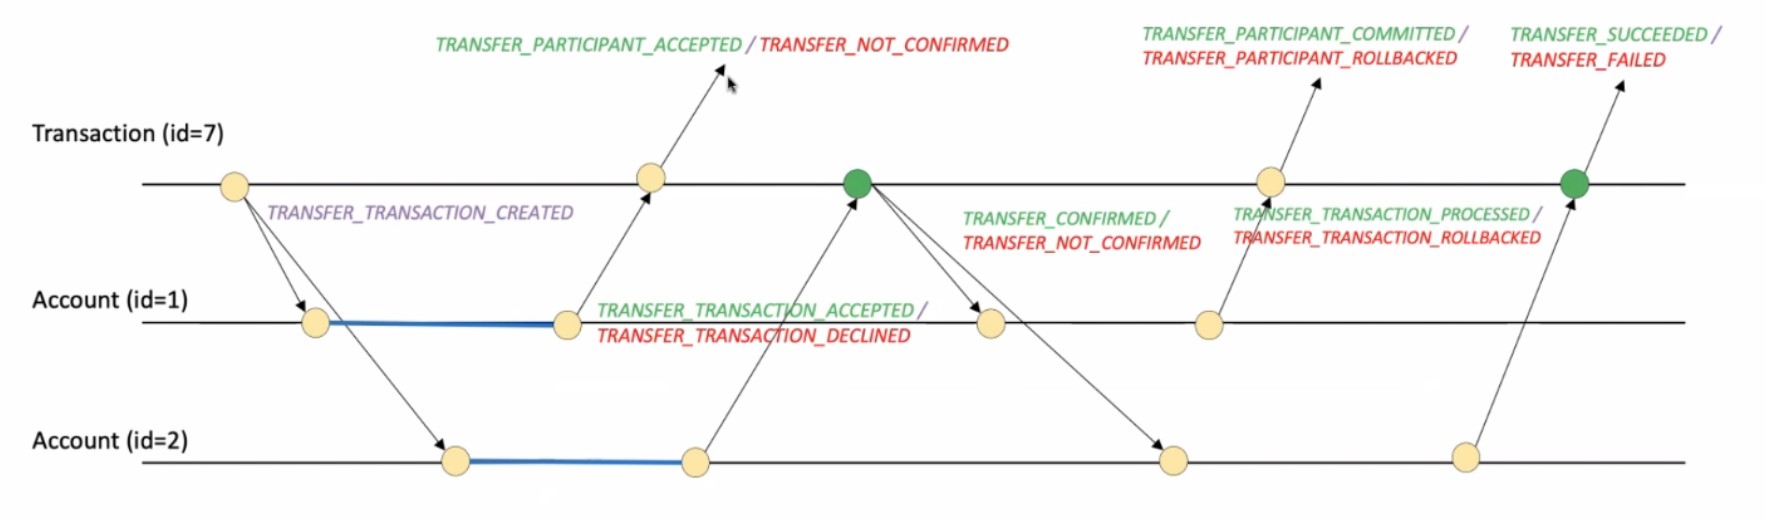 TRANSFER_PARTICIPANT_ACCEPTED / TRANSFER_NOT_CONFIRMED
TRANSFER_PARTICIPANT_COMMITTED /
TRANSFER_PARTICIPANT_ROLLBACKED
TRANSFER_SUCCEEDED /
TRANSFER_FAILED
Transaction (id=7)
TRANSFER_TRANSACTION_CREATED
TRANSFER_CONFIRMED /
TRANSFER_NOT_CONFIRMED
TRANSFER_TRANSACTION_PROCESSED /
TRANSFER_TRANSACTION_ROLLBACKED
Account (id=1)
TRANSFER_TRANSACTION_ACCEPTED /
TRANSFER_TRANSACTION_DECLINED
Account (id=2)